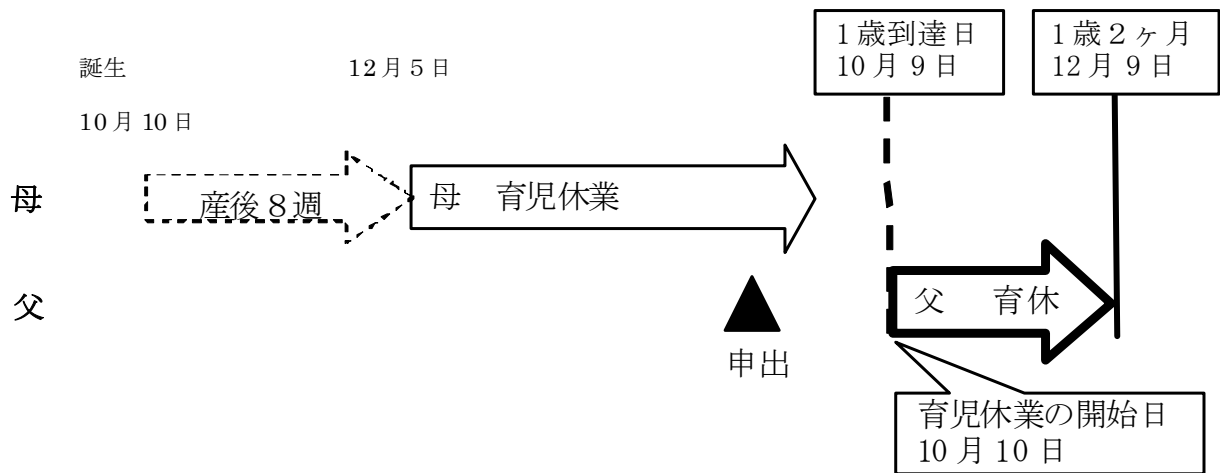 1歳到達日
10月9日
1歳2ヶ月
12月9日
誕生
12月5日
10月10日
母
産後8週
母　育児休業
父
父　育休
申出
育児休業の開始日
10月10日